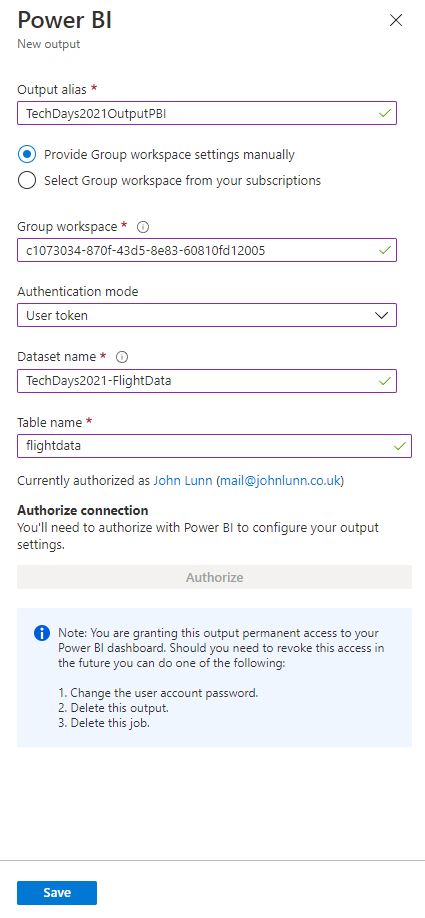 Power BI
New output
Output alias *
TechDays2021OutputPBI
Provide Group workspace settings manually
Select Group workspace from your subscriptions
Group workspace *
c1073034-870f-43d5-8e83-60810fd12005
Authentication mode
User token
Dataset name *
TechDays2021-FlightData
Table name *
flightdata
Currently authorized as John Lunn (mail@johnlunn.co.uk)
Authorize connection
You'll need to authorize with Power BI to configure your output
settings.
Authorize
Note: You are granting this output permanent access to your
Power BI dashboard. Should you need to revoke this access in
the future you can do one of the following:
1. Change the user account password.
2. Delete this output.
3. Delete this job.
Save